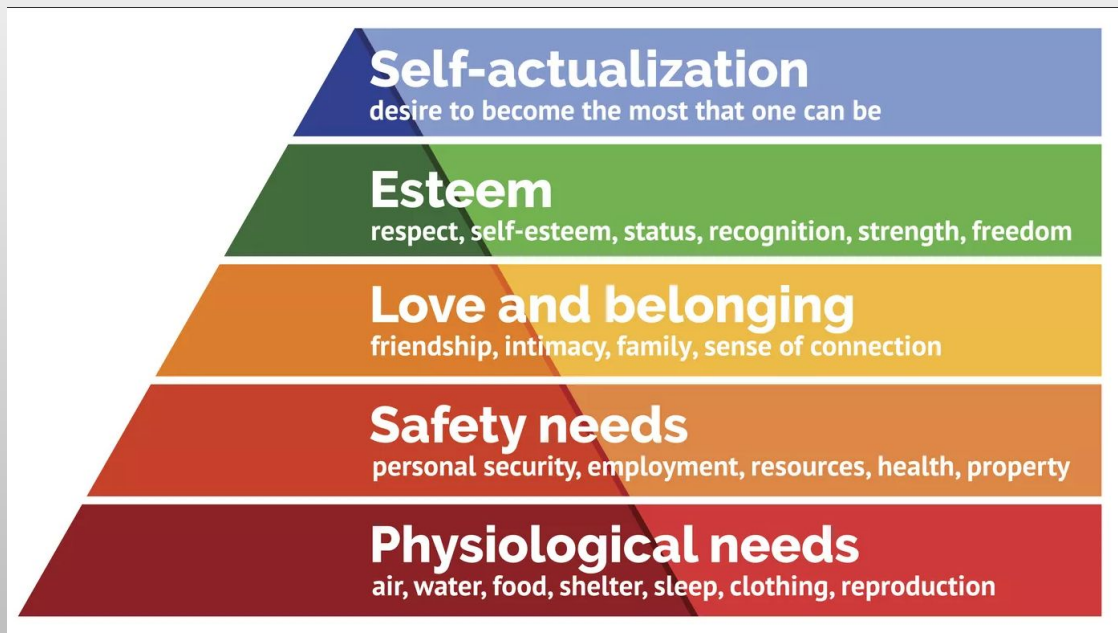 Self-actualization
desire to become the most that one can be
Esteem
respect, self-esteem, status, recognition, strength, freedom
Love and belonging
friendship, intimacy, family, sense of connection
Safety needs
personal security, employment, resources, health, property
Physiological needs
air, water, food, shelter, sleep, clothing, reproduction